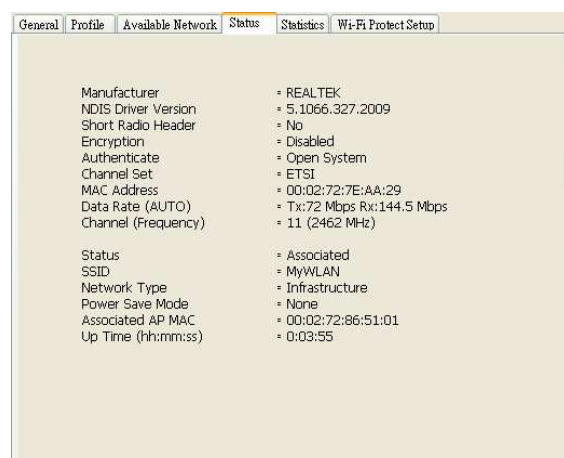 General Profile Available Network Status Statistics Wi-Fi Protect Setup
Manufacturer = REALTEK
NDIS Driver Version = 5.1066.327.2009
Short Radio Header = No
Encryption = Disabled
Authenticate = Open System
Channel Set = ETSI
MAC Address = 00:02:72:7E:AA:29
Data Rate (AUTO) = Tx:72 Mbps Rx:144.5 Mbps
Channel (Frequency) = 11 (2462 MHz)
Status = Associated
SSID = MyWLAN
Network Type = Infrastructure
Power Save Mode = None
Associated AP MAC = 00:02:72:86:51:01
Up Time (hh:mm:ss) = 0:03:55